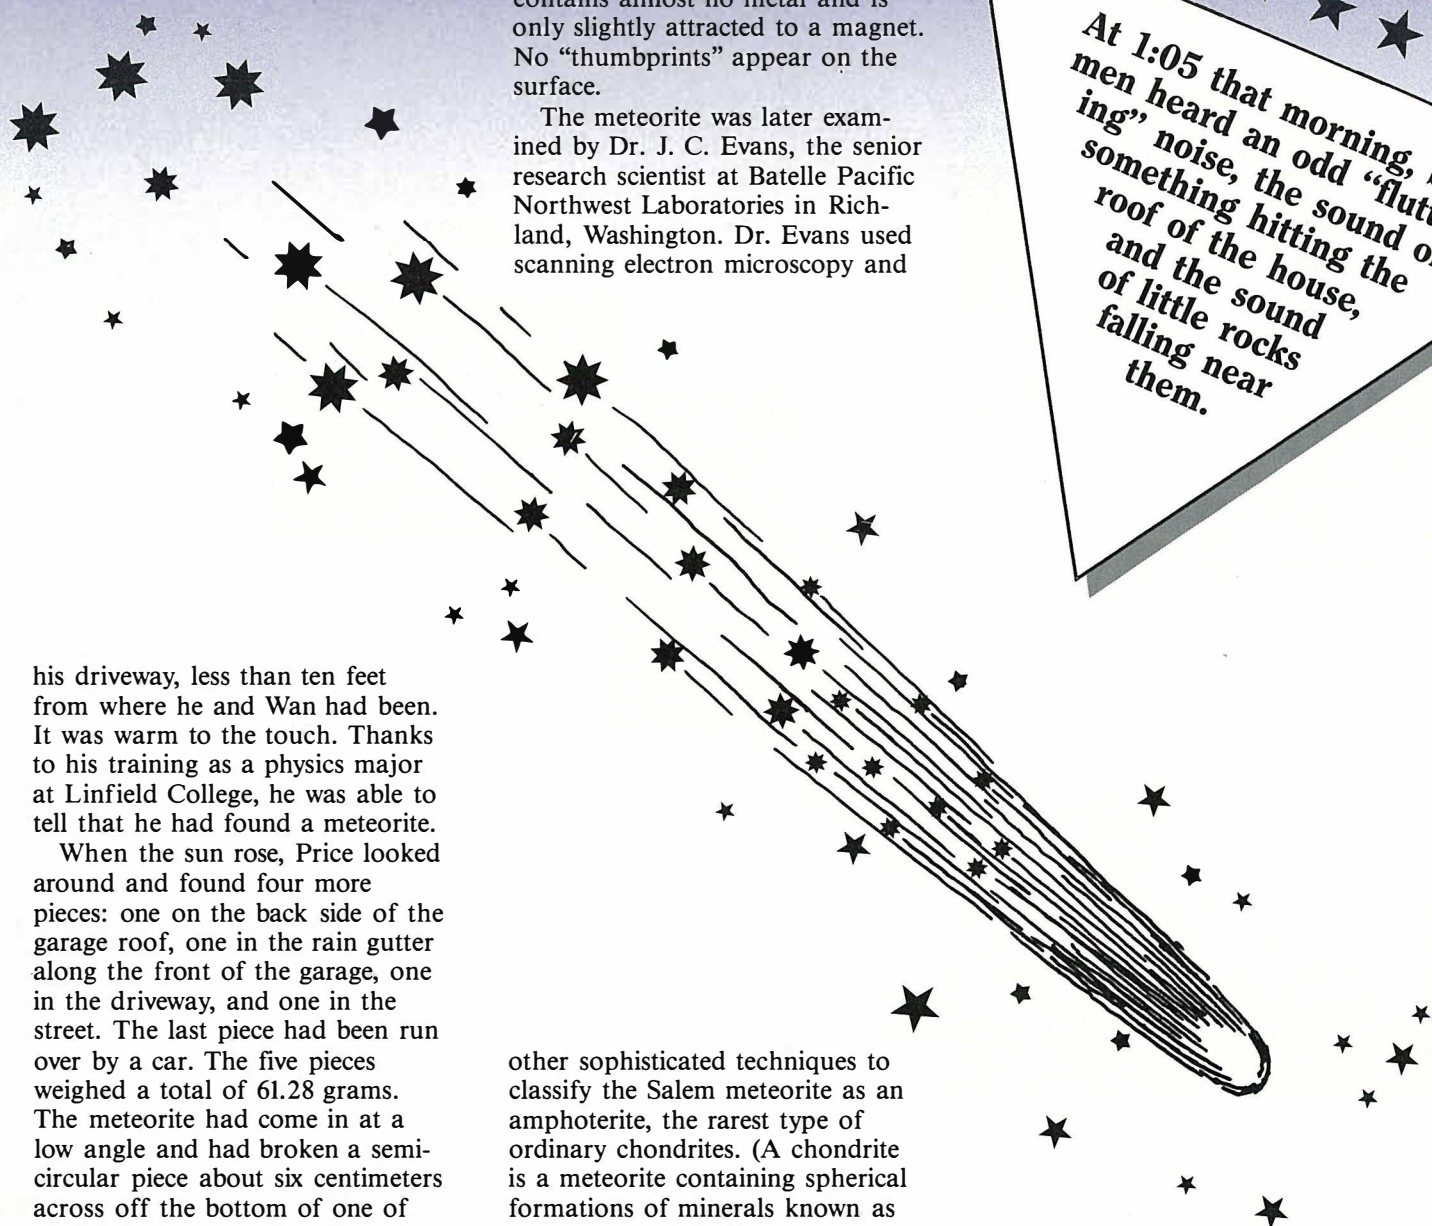 his driveway, less than ten feet
from where he and Wan had been.
It was warm to the touch. Thanks
to his training as a physics major
at Linfield College, he was able to
tell that he had found a meteorite.
When the sun rose, Price looked
around and found four more
pieces: one on the back side of the
garage roof, one in the rain gutter
along the front of the garage, one
in the driveway, and one in the
street. The last piece had been run
over by a car. The five pieces
weighed a total of 61.28 grams.
The meteorite had come in at a
low angle and had broken a semi-
circular piece about six centimeters
across off the bottom of one of
contains almost no metal and is
only slightly attracted to a magnet.
No “thumbprints” appear on the
surface.
The meteorite was later exam-
ined by Dr. J. C. Evans, the senior
research scientist at Batelle Pacific
Northwest Laboratories in Rich-
land, Washington. Dr. Evans used
scanning electron microscopy and
other sophisticated techniques to
classify the Salem meteorite as an
amphoterite, the rarest type of
ordinary chondrites. (A chondrite
is a meteorite containing spherical
formations of minerals known as
At 1:05 that morning,
men heard an odd “flut
ing” noise, the sound o
something hitting the
roof of the house,
and the sound
of little rocks
falling near
them.